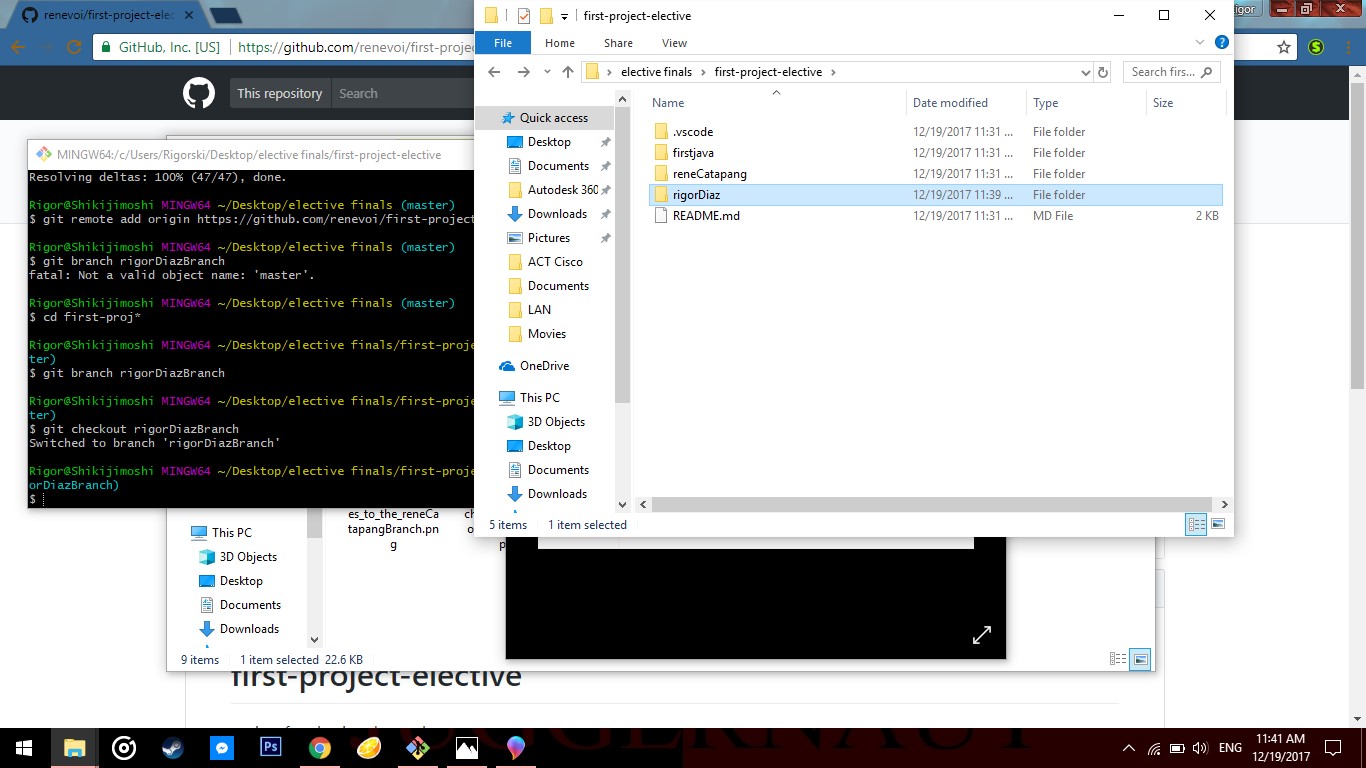 renevoi/first-project-elec
GitHub, Inc. [US]
https://github.com/renevoi/first-projec
This repository
Search
MINGW64:/c/Users/Rigorski/Desktop/elective finals/first-project-elective
Resolving deltas: 100% (47/47), done.
Rigor@Shikijimoshi MINGW64 ~/Desktop/elective finals (master)
$ git remote add origin https://github.com/renevoi/first-project
Rigor@Shikijimoshi MINGW64 ~/Desktop/elective finals (master)
$ git branch rigorDiazBranch
fatal: Not a valid object name: 'master'.
Rigor@Shikijimoshi MINGW64 ~/Desktop/elective finals (master)
$ cd first-proj*
Rigor@Shikijimoshi MINGW64 ~/Desktop/elective finals/first-proje
ter)
$ git branch rigorDiazBranch
Rigor@Shikijimoshi MINGW64 ~/Desktop/elective finals/first-proje
ter)
$ git checkout rigorDiazBranch
Switched to branch 'rigorDiazBranch'
Rigor@Shikijimoshi MINGW64 ~/Desktop/elective finals/first-proje
orDiazBranch)
$
first-project-elective
File
Home
Share
View
elective finals
first-project-elective
Search firs...
Quick access
Desktop
Documents
Autodesk 360
Downloads
Pictures
ACT Cisco
Documents
LAN
Movies
OneDrive
This PC
3D Objects
Desktop
Documents
Downloads
Name Date modified Type Size
.vscode 12/19/2017 11:31 ... File folder
firstjava 12/19/2017 11:31 ... File folder
reneCatapang 12/19/2017 11:31 ... File folder
rigorDiaz 12/19/2017 11:39 ... File folder
README.md 12/19/2017 11:31 ... MD File 2 KB
5 items 1 item selected
This PC
3D Objects
Desktop
Documents
Downloads
es_to_the_reneCa
tapangBranch.pn
g
9 items 1 item selected 22.6 KB
first-project-elective
ENG
11:41 AM
12/19/2017